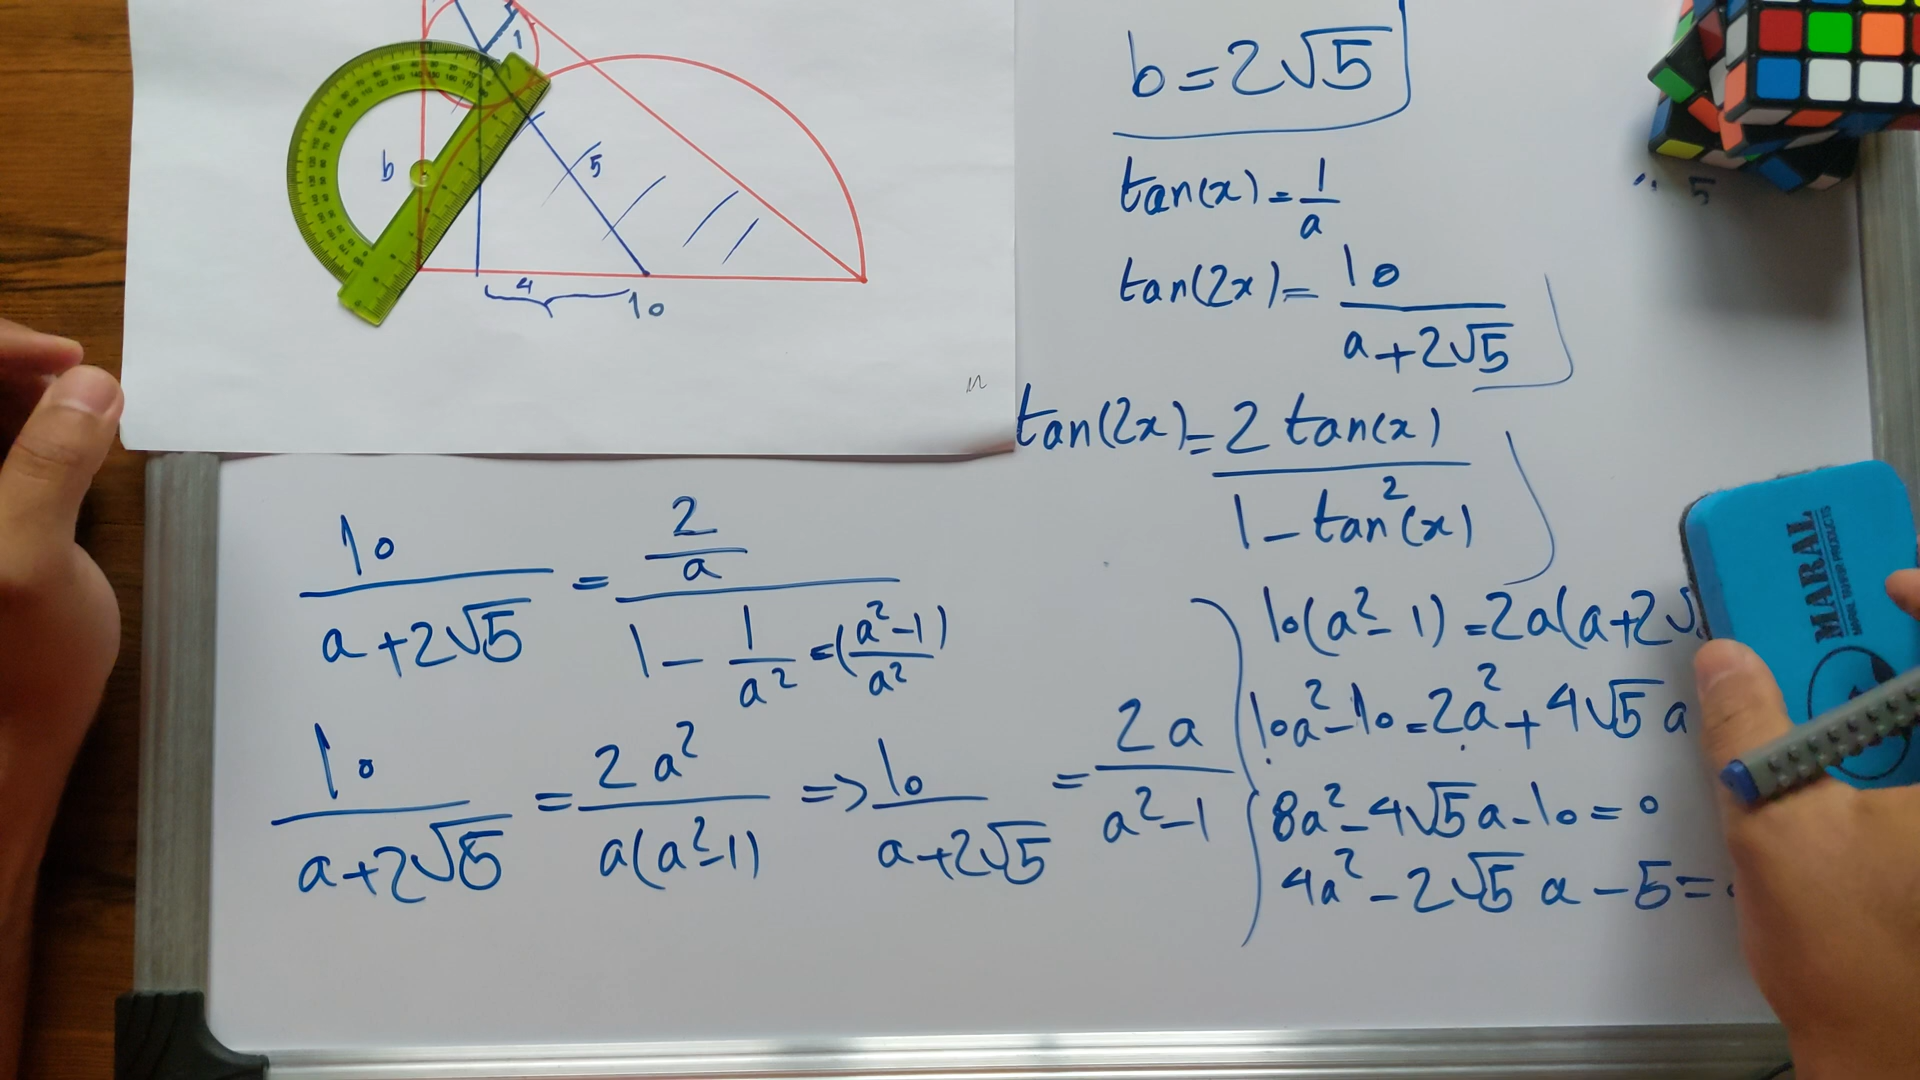 1
b
5
4
10
b=2√5
tan(x)=1/a
tan(2x)=10/(a+2√5)
tan(2x)=2 tan(x)/(1-tan²(x))
10/(a+2√5) = (2/a)/(1-1/a² = (a²-1)/a²)
10/(a+2√5) = 2a²/(a(a²-1)) => 10/(a+2√5) = 2a/(a²-1)
10(a²-1)=2a(a+2√
10a²-10=2a²+4√5 a
8a²-4√5 a-10=0
4a²-2√5 a-5=
5
MARAL